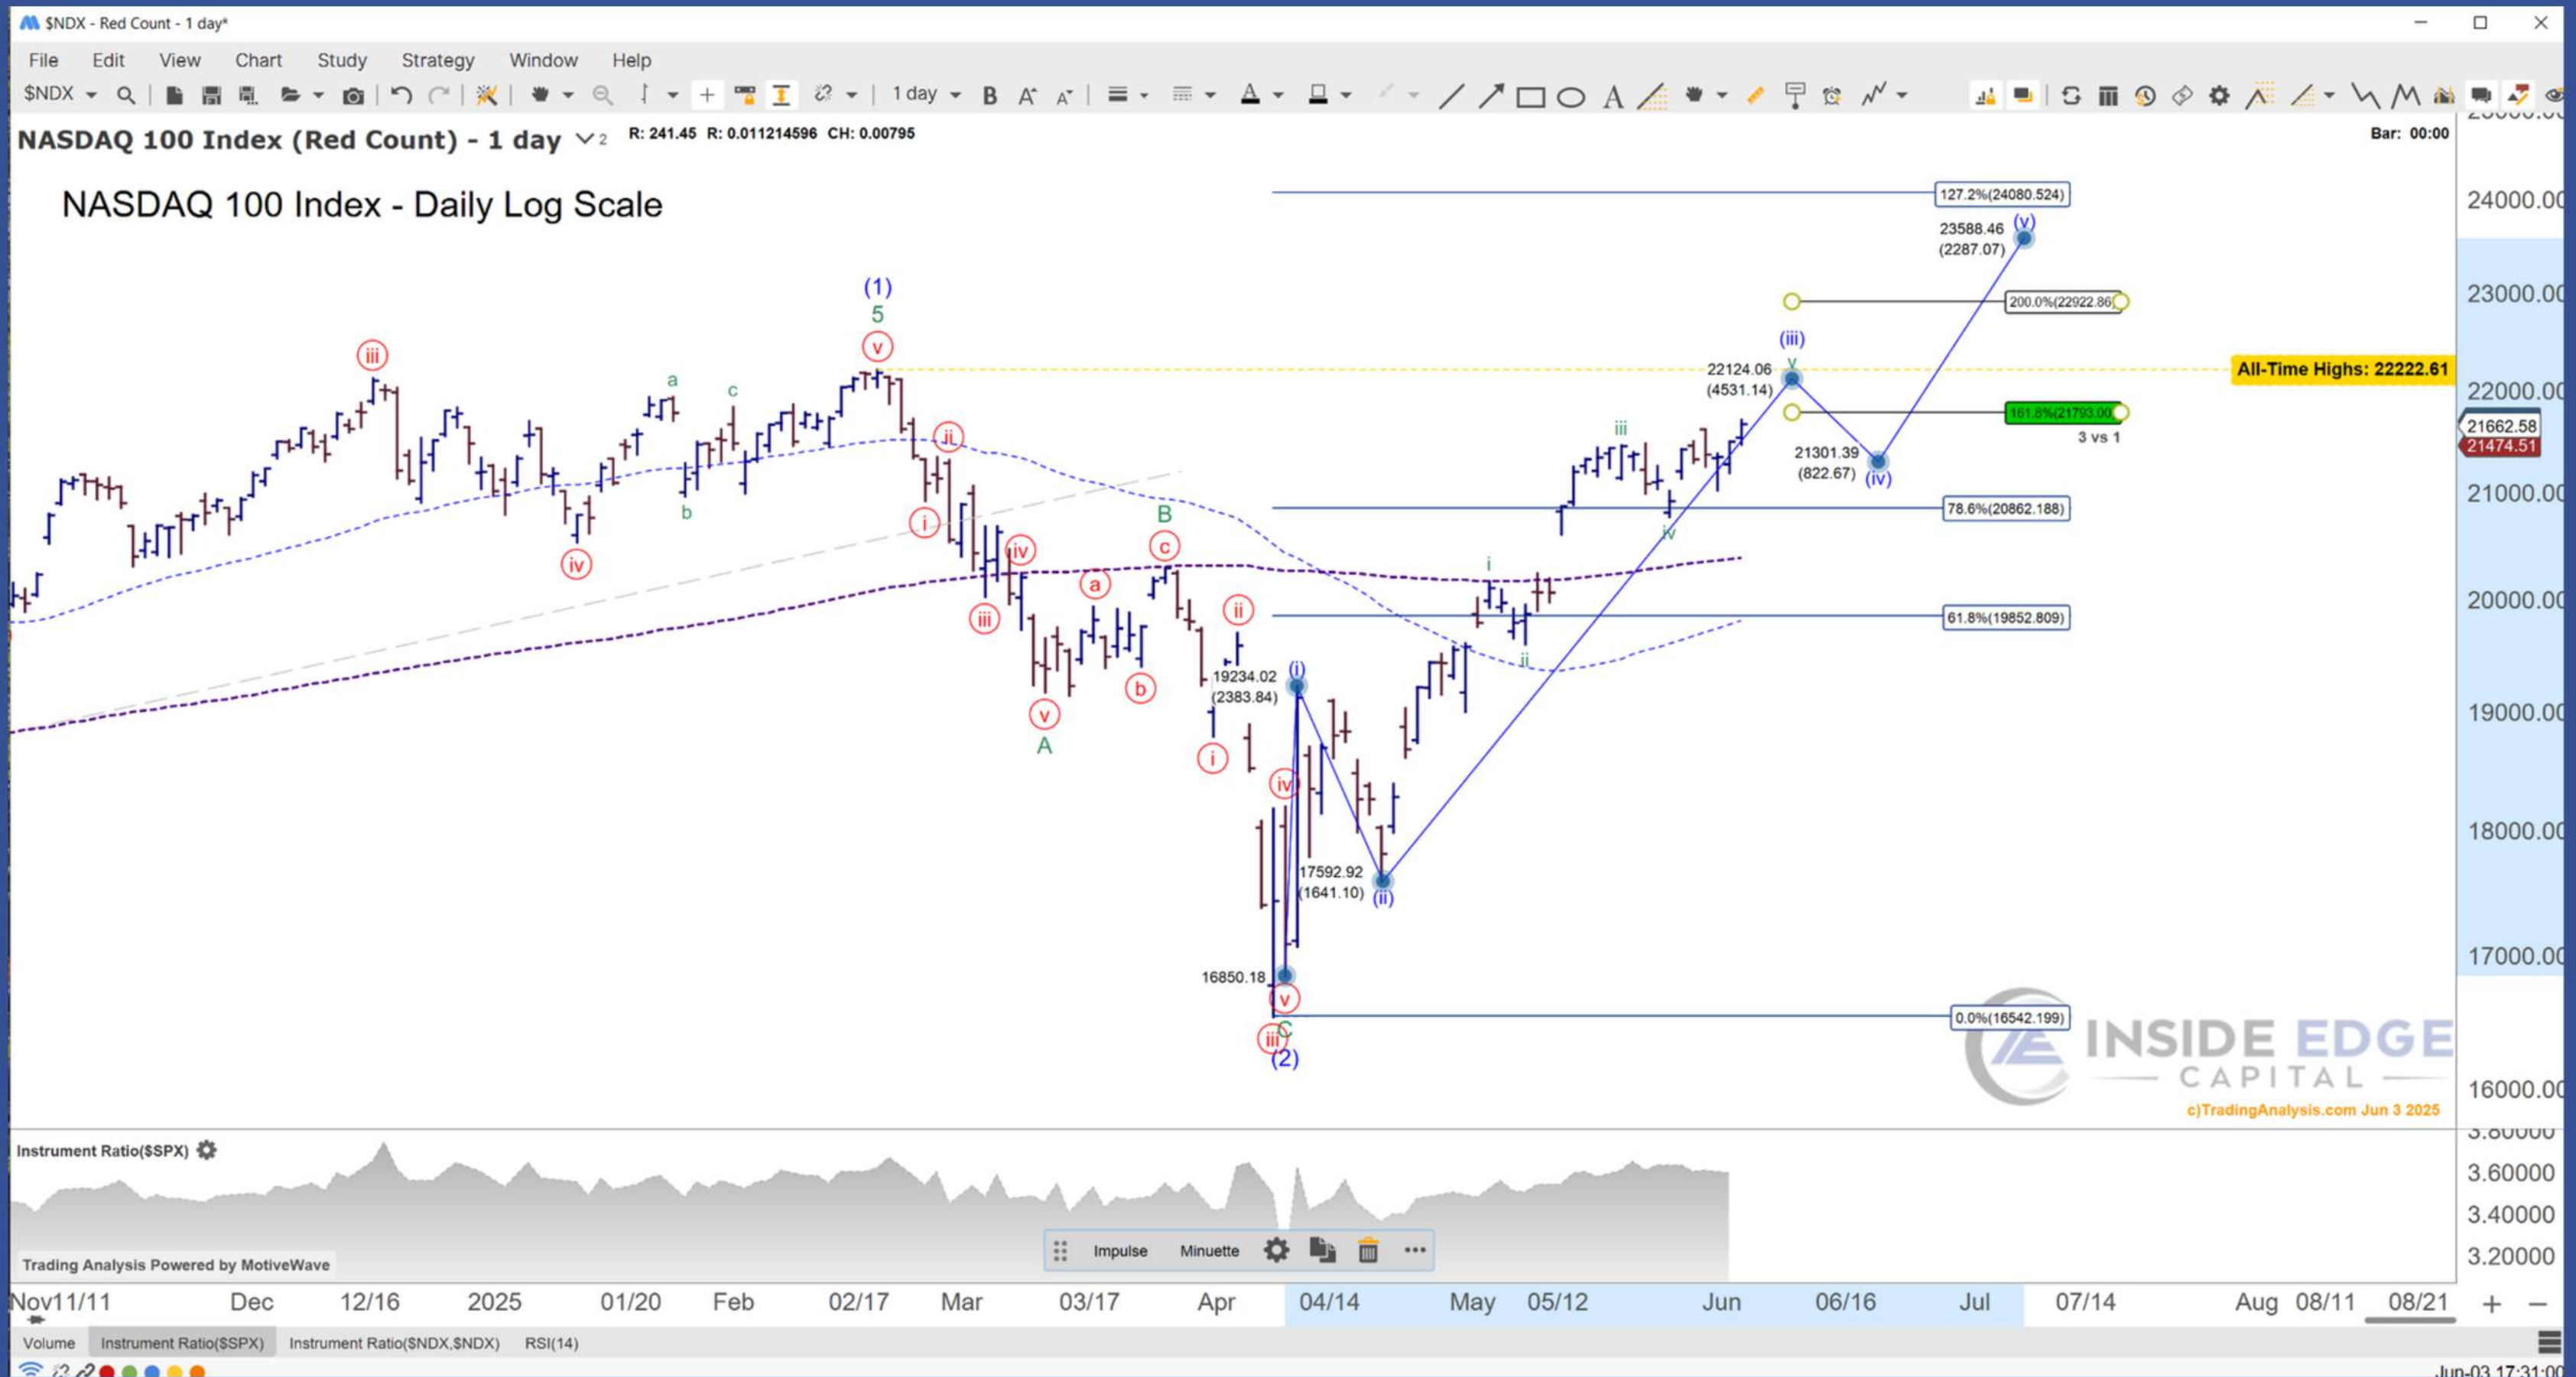 $NDX - Red Count - 1 day*
File Edit View Chart Study Strategy Window Help
$NDX 1 day B A A A A
NASDAQ 100 Index (Red Count) - 1 day 2 R: 241.45 R: 0.011214596 CH: 0.00795 Bar: 00:00
NASDAQ 100 Index - Daily Log Scale
24000.00
127.2%(24080.524)
(v)
23588.46
(2287.07)
23000.00
200.0%(22922.86
(1)
5
v
iii
(iii)
v
22124.06
(4531.14)
All-Time Highs: 22222.61
22000.00
a
c
b
161.8%(21793.00
3 vs 1
21662.58
21474.51
iii
ii
21301.39
(822.67)
(iv)
21000.00
78.6%(20862.188)
i
B
c
iv
iv
iv
i
a
20000.00
61.8%(19852.809)
iii
ii
ii
b
19234.02
(2383.84)
(i)
v
A
19000.00
i
iv
18000.00
17592.92
(1641.10)
(ii)
17000.00
16850.18
v
C
iii
(2)
0.0%(16542.199)
INSIDE EDGE
CAPITAL
16000.00
c)TradingAnalysis.com Jun 3 2025
Instrument Ratio($SPX)
3.60000
3.40000
3.20000
Impulse Minuette
Trading Analysis Powered by MotiveWave
Nov11/11 Dec 12/16 2025 01/20 Feb 02/17 Mar 03/17 Apr 04/14 May 05/12 Jun 06/16 Jul 07/14 Aug 08/11 08/21
Volume Instrument Ratio($SPX) Instrument Ratio($NDX,$NDX) RSI(14)
Jun-03 17:31:00